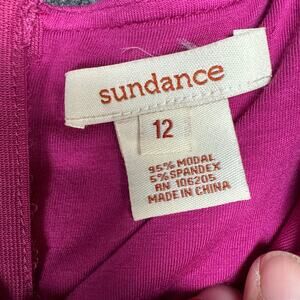 sundance
12
95% MODAL
5% SPANDEX
RN 106205
MADE IN CHINA